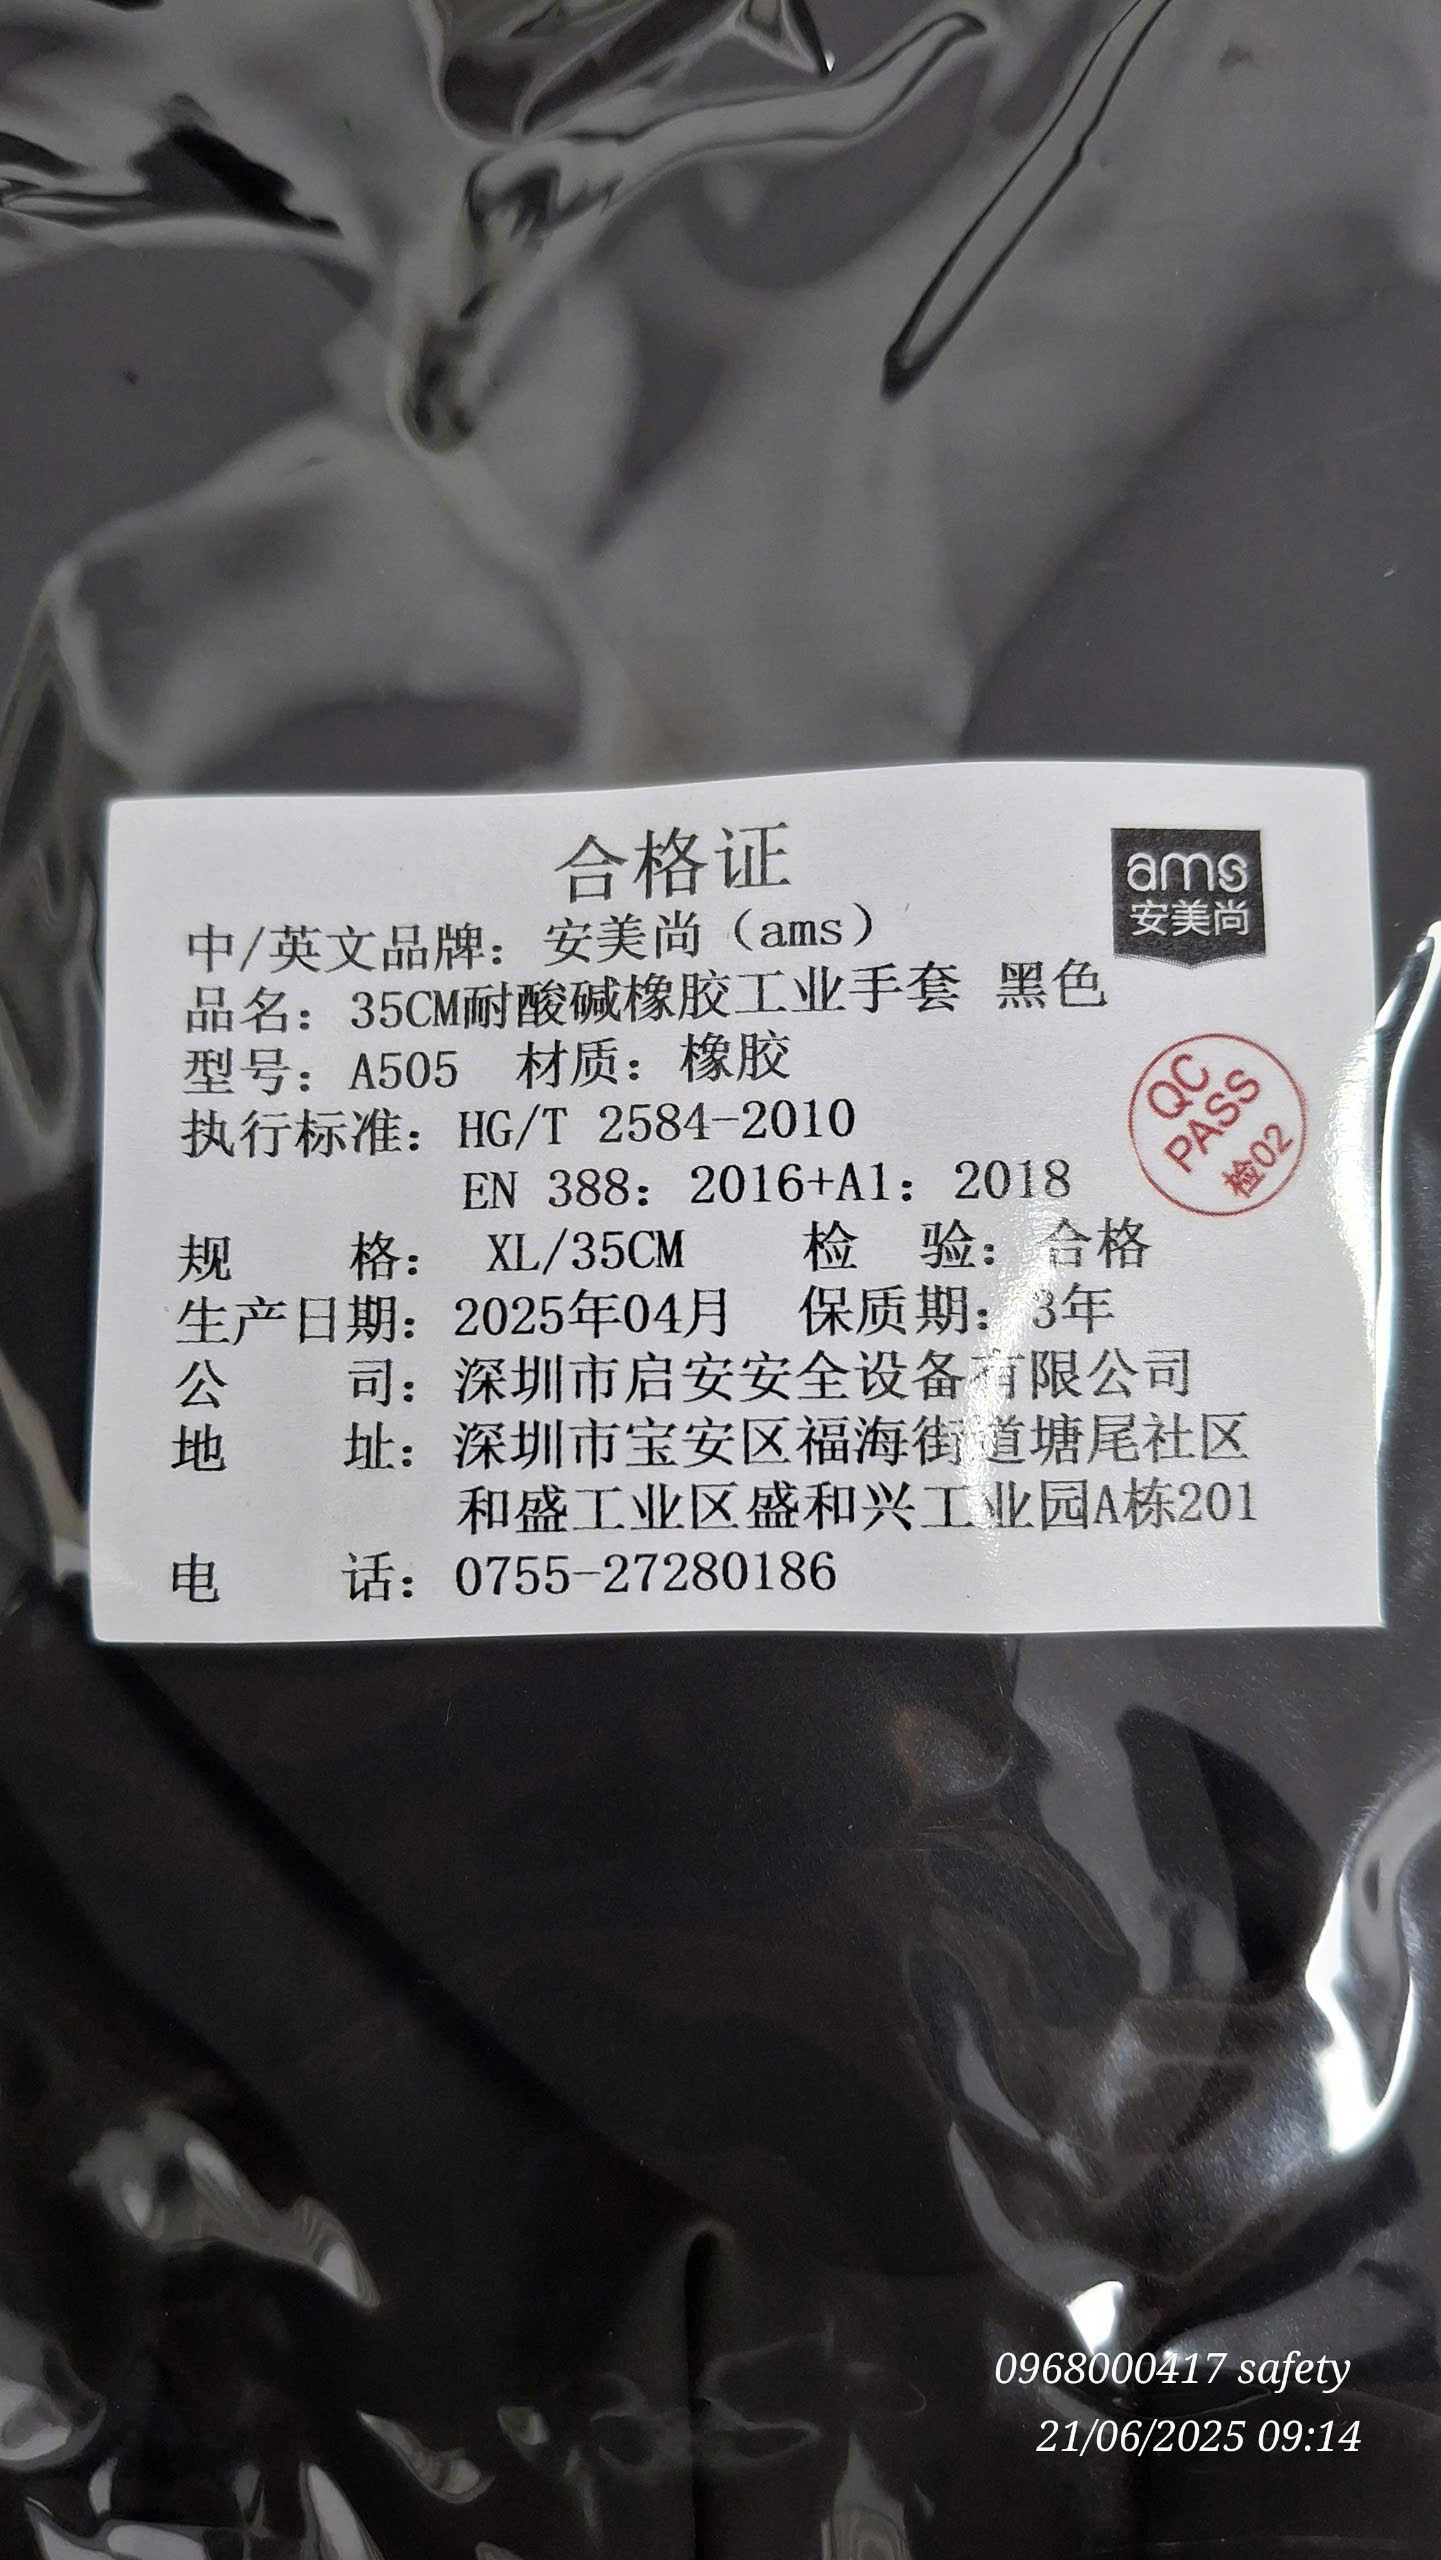 合格证
ams
安美尚
中/英文品牌：安美尚（ams）
品名：35CM耐酸碱橡胶工业手套 黑色
型号：A505 材质：橡胶
执行标准：HG/T 2584-2010
EN 388：2016+A1：2018
QC
PASS
检02
规 格： XL/35CM 检 验：合格
生产日期：2025年04月 保质期：3年
公 司：深圳市启安安全设备有限公司
地 址：深圳市宝安区福海街道塘尾社区
和盛工业区盛和兴工业园A栋201
电 话：0755-27280186
0968000417 safety
21/06/2025 09:14